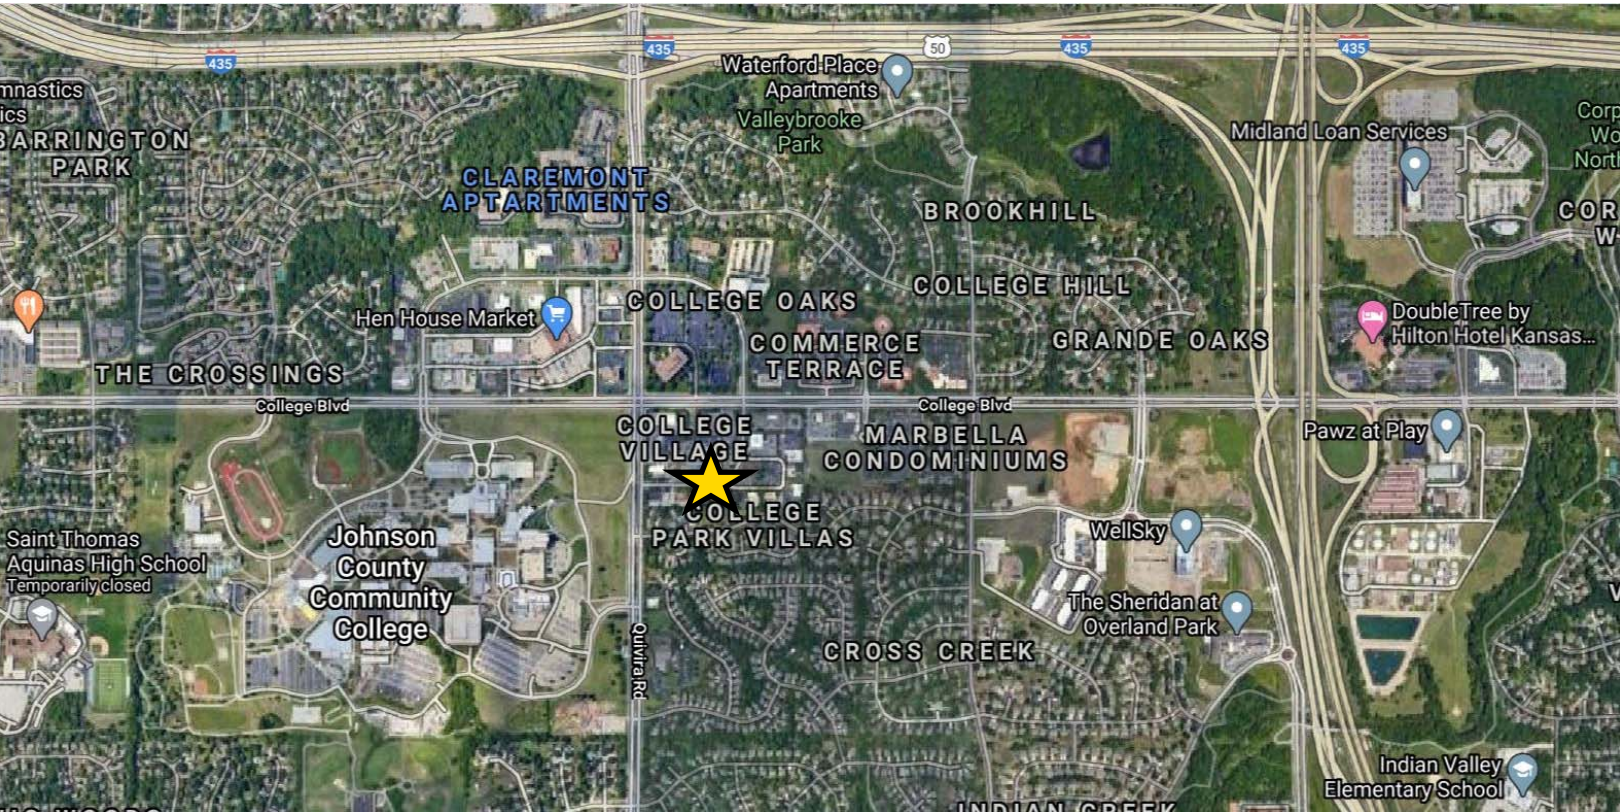 435
435
50
435
435
Waterford Place
Apartments
Valleybrooke
Park
mnastics
ics
BARRINGTON
PARK
Midland Loan Services
Corp
Wo
North
CLAREMONT
APTARTMENTS
BROOKHILL
COR
W
COLLEGE HILL
COLLEGE OAKS
Hen House Market
DoubleTree by
Hilton Hotel Kansas...
COMMERCE
TERRACE
GRANDE OAKS
THE CROSSINGS
College Blvd
College Blvd
COLLEGE
VILLAGE
MARBELLA
CONDOMINIUMS
Pawz at Play
COLLEGE
PARK VILLAS
WellSky
Saint Thomas
Aquinas High School
Temporarily closed
Johnson
County
Community
College
The Sheridan at
Overland Park
Quivira Rd
CROSS CREEK
Indian Valley
Elementary School
INDIAN CREEK